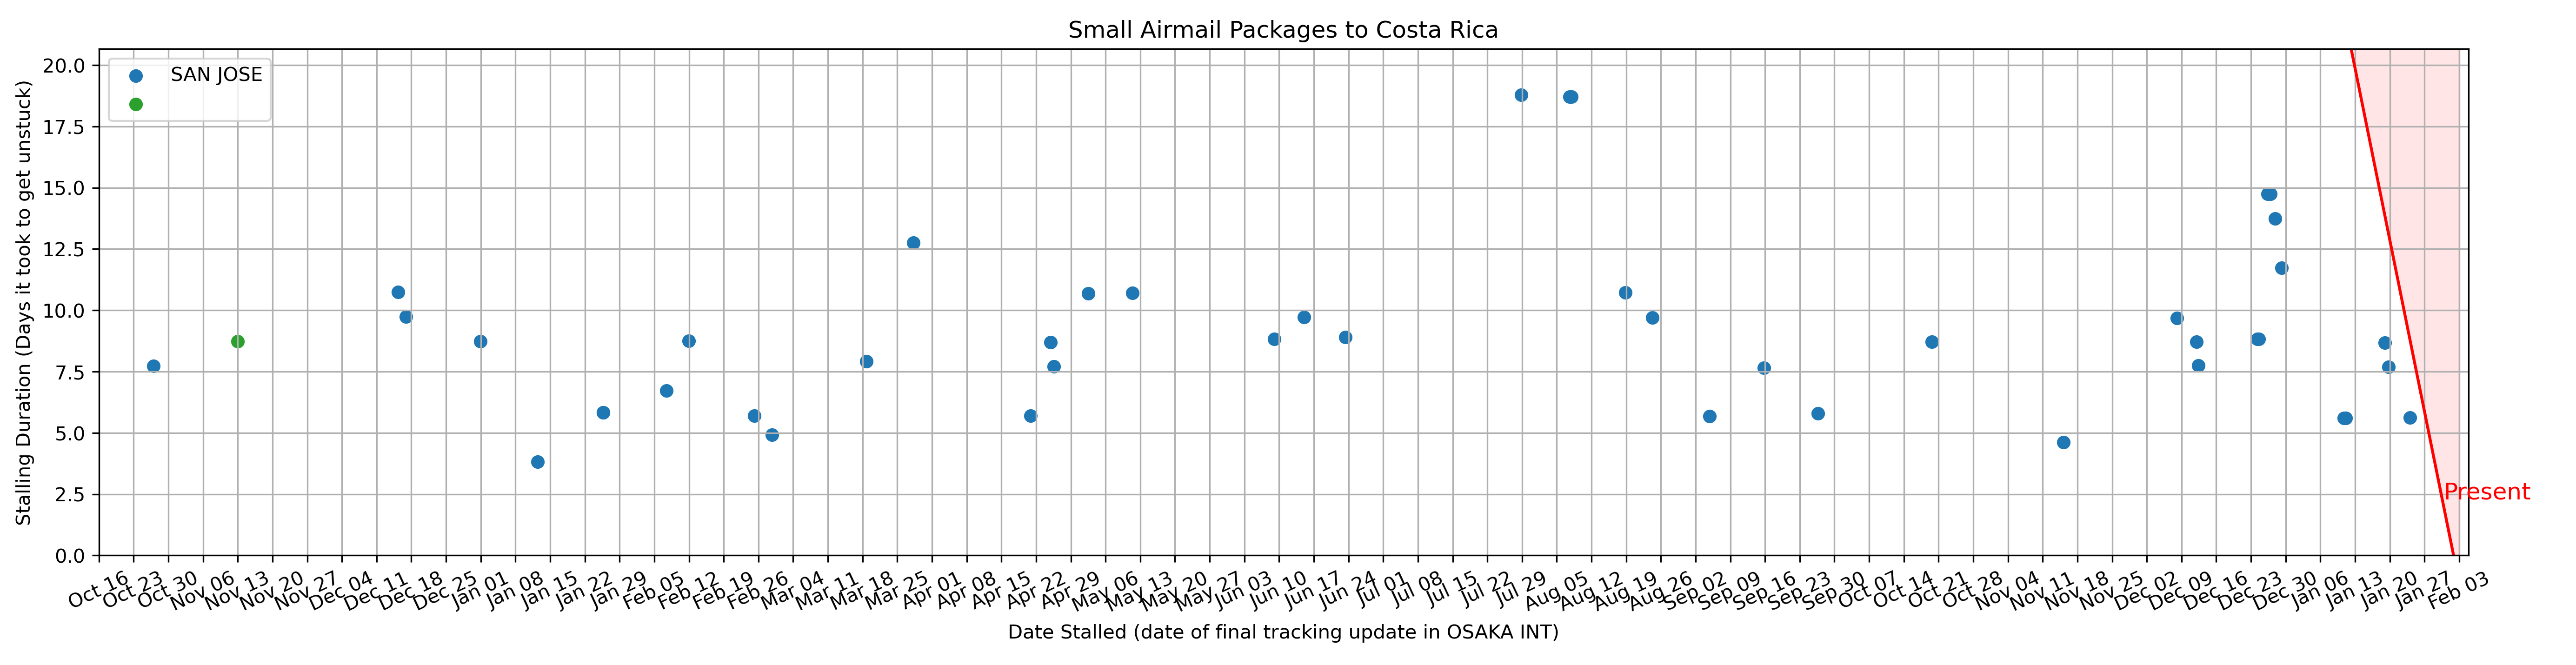 Small Airmail Packages to Costa Rica
SAN JOSE
Stalling Duration (Days it took to get unstuck)
20.0
17.5
15.0
12.5
10.0
7.5
5.0
2.5
0.0
Present
Oct 16
Oct 23
Oct 30
Nov 06
Nov 13
Nov 20
Nov 27
Dec 04
Dec 11
Dec 18
Dec 25
Jan 01
Jan 08
Jan 15
Jan 22
Jan 29
Feb 05
Feb 12
Feb 19
Feb 26
Mar 04
Mar 11
Mar 18
Mar 25
Apr 01
Apr 08
Apr 15
Apr 22
Apr 29
May 06
May 13
May 20
May 27
Jun 03
Jun 10
Jun 17
Jun 24
Jul 01
Jul 08
Jul 15
Jul 22
Jul 29
Aug 05
Aug 12
Aug 19
Aug 26
Sep 02
Sep 09
Sep 16
Sep 23
Sep 30
Oct 07
Oct 14
Oct 21
Oct 28
Nov 04
Nov 11
Nov 18
Nov 25
Dec 02
Dec 09
Dec 16
Dec 23
Dec 30
Jan 06
Jan 13
Jan 20
Jan 27
Feb 03
Date Stalled (date of final tracking update in OSAKA INT)